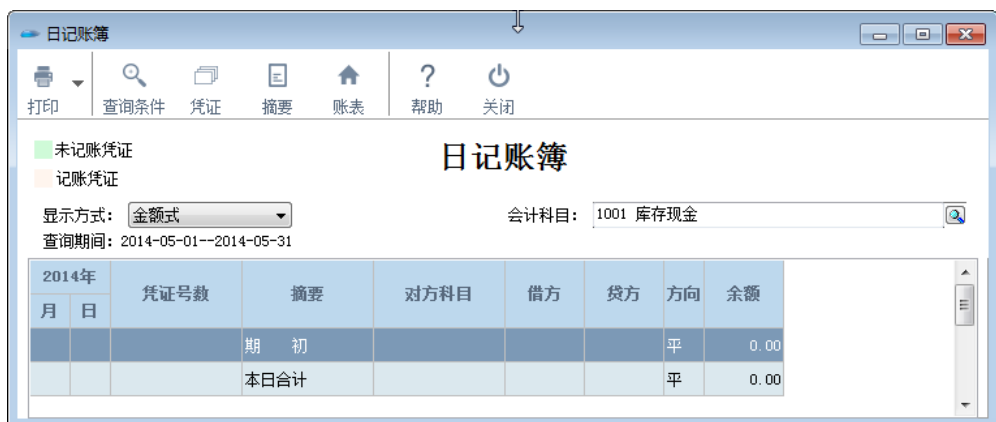 日记账簿
打印 查询条件 凭证 摘要 账表 帮助 关闭
未记账凭证
日记账簿
记账凭证
显示方式： 金额式 会计科目： 1001 库存现金
查询期间：2014-05-01--2014-05-31
2014年 凭证号数 摘要 对方科目 借方 贷方 方向 余额
月 日
期 初 平 0.00
本日合计 平 0.00